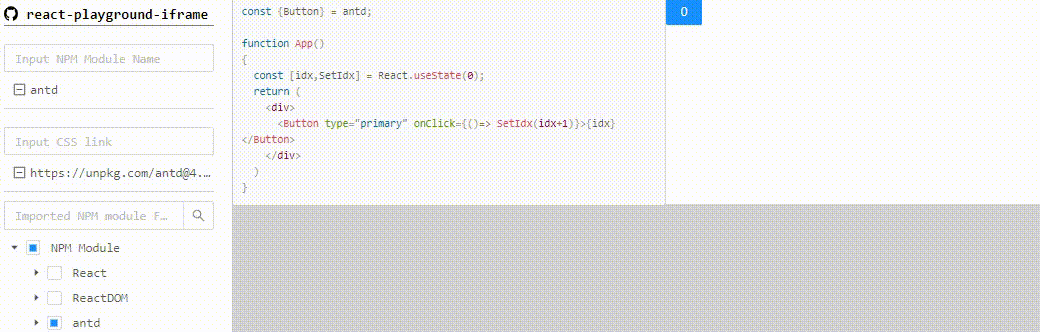 react-playground-iframe
Input NPM Module Name
antd
Input CSS link
https://unpkg.com/antd@4....
Imported NPM module F...
NPM Module
React
ReactDOM
antd
const {Button} = antd;
function App()
{
const [idx,SetIdx] = React.useState(0);
return (
<div>
<Button type="primary" onClick={()=> SetIdx(idx+1)}>{idx}
</Button>
</div>
)
}
0